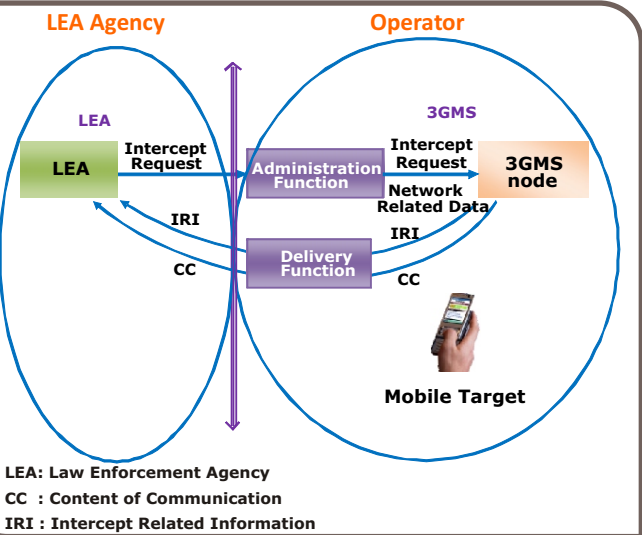 LEA Agency
Operator
LEA
3GMS
LEA
Intercept
Request
Administration
Function
Intercept
Request
3GMS
node
Network
Related Data
IRI
IRI
Delivery
Function
CC
CC
Mobile Target
LEA: Law Enforcement Agency
CC : Content of Communication
IRI : Intercept Related Information